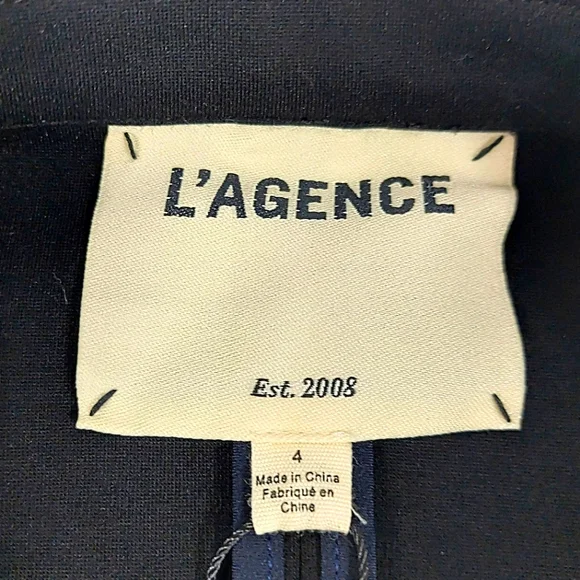 L'AGENCE
Est. 2008
4
Made in China
Fabriqué en
Chine